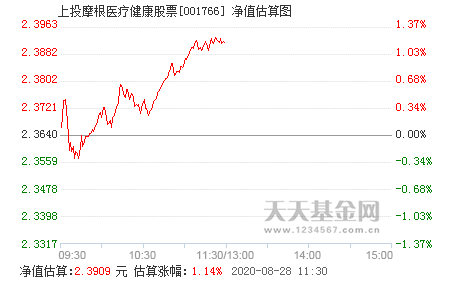 上投摩根医疗健康股票[001766] 净值估算图
2.3963 1.37%
2.3882 1.03%
2.3802 0.68%
2.3721 0.34%
2.3640 0.00%
2.3559 -0.34%
2.3478 -0.68%
2.3398 -1.03%
2.3317 -1.37%
天天基金网
www.1234567.com.cn
09:30 10:30 11:30/13:00 14:00 15:00
净值估算:2.3909 元 估算涨幅: 1.14% 2020-08-28 11:30